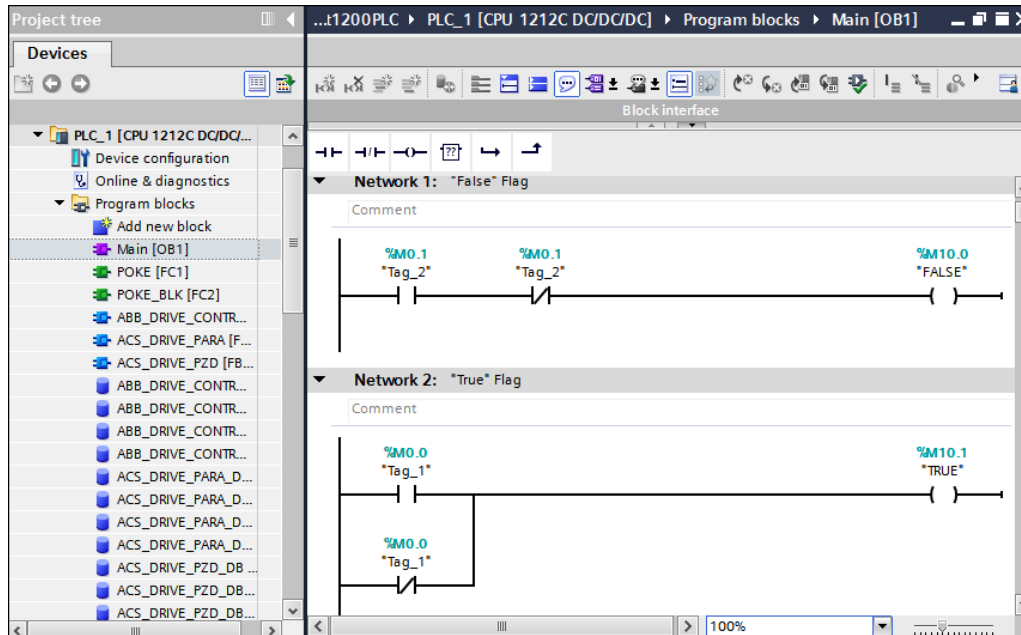 Project tree
...t1200PLC ▸ PLC_1 [CPU 1212C DC/DC/DC] ▸ Program blocks ▸ Main [OB1]
Devices
Block interface
PLC_1 [CPU 1212C DC/DC/...
Device configuration
Online & diagnostics
Program blocks
Add new block
Main [OB1]
POKE [FC1]
POKE_BLK [FC2]
ABB_DRIVE_CONTR...
ACS_DRIVE_PARA [F...
ACS_DRIVE_PZD [FB...
ABB_DRIVE_CONTR...
ABB_DRIVE_CONTR...
ABB_DRIVE_CONTR...
ABB_DRIVE_CONTR...
ACS_DRIVE_PARA_D...
ACS_DRIVE_PARA_D...
ACS_DRIVE_PARA_D...
ACS_DRIVE_PARA_D...
ACS_DRIVE_PZD_DB ...
ACS_DRIVE_PZD_DB...
ACS_DRIVE_PZD_DB...
??
Network 1: "False" Flag
Comment
%M0.1 %M0.1 %M10.0
"Tag_2" "Tag_2" "FALSE"
Network 2: "True" Flag
Comment
%M0.0 %M10.1
"Tag_1" "TRUE"
%M0.0
"Tag_1"
100%